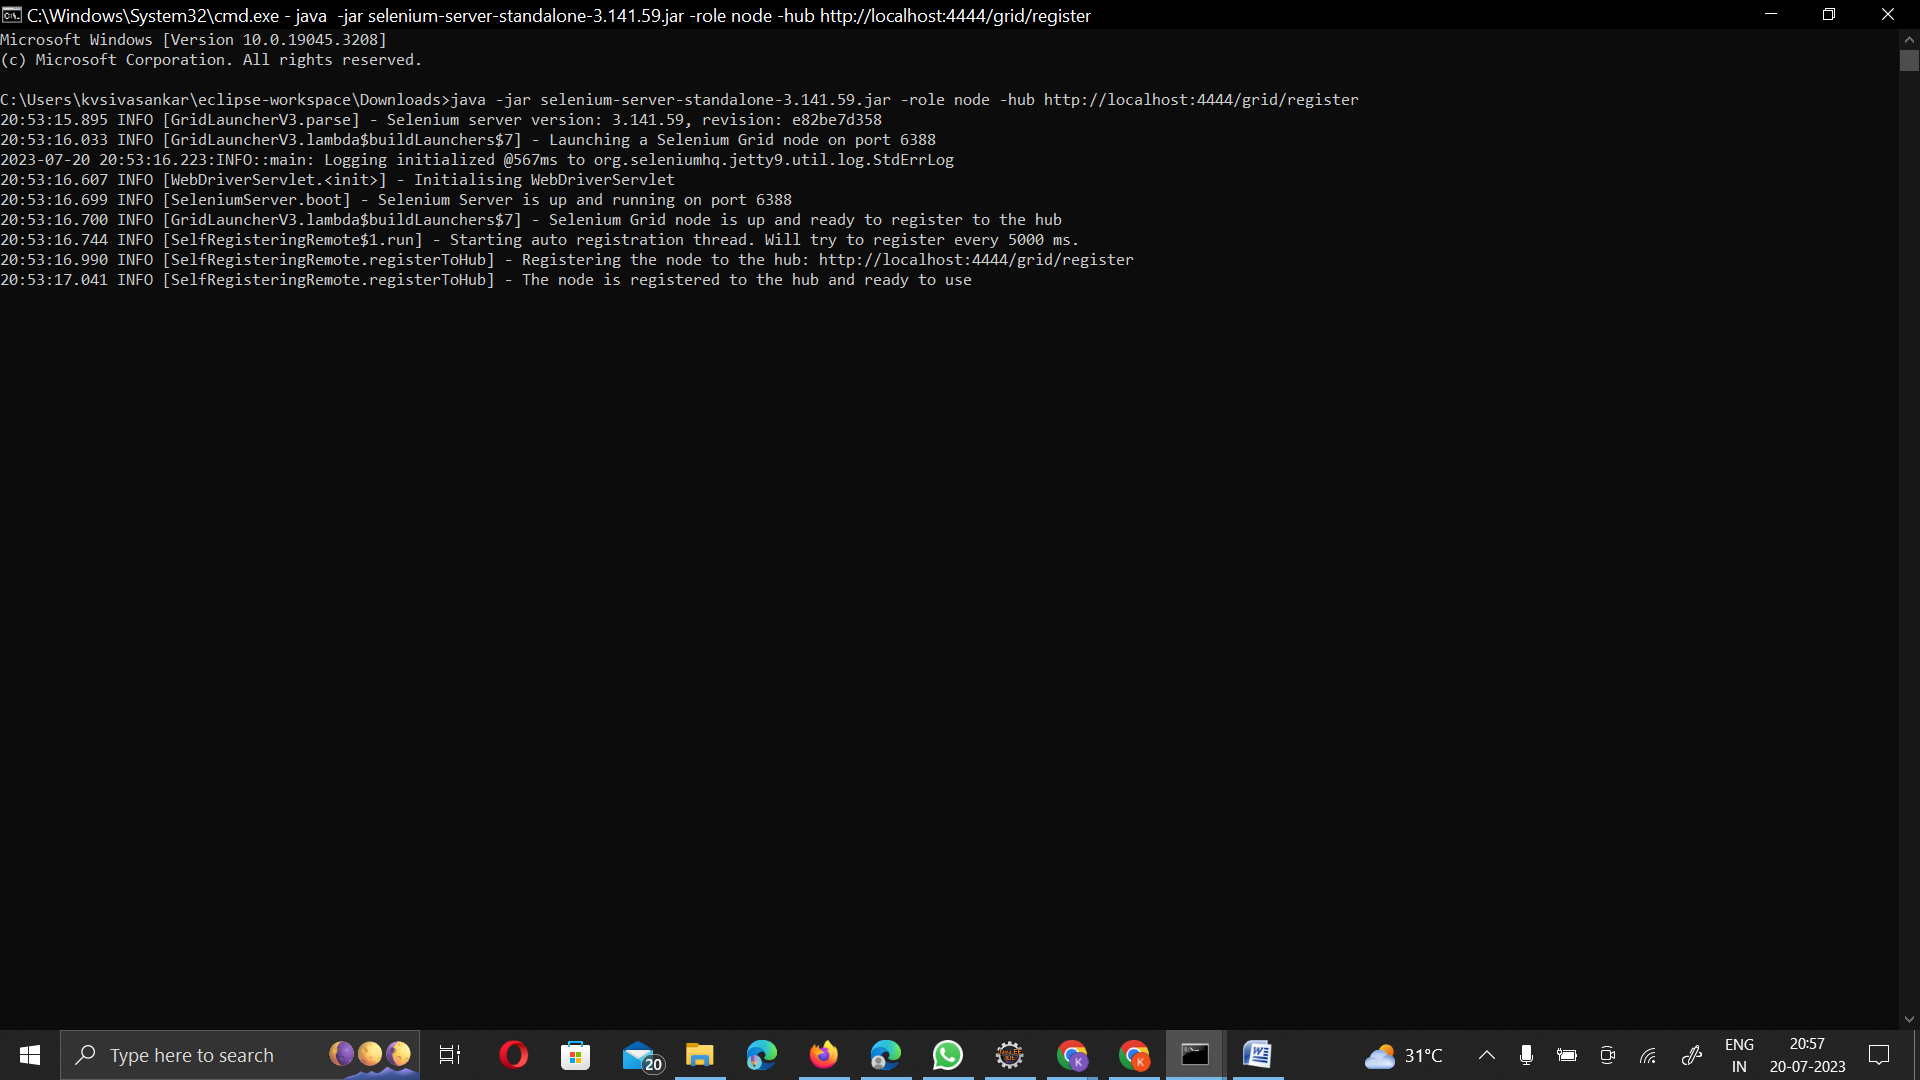 C:\Windows\System32\cmd.exe - java  -jar selenium-server-standalone-3.141.59.jar -role node -hub http://localhost:4444/grid/register
Microsoft Windows [Version 10.0.19045.3208]
(c) Microsoft Corporation. All rights reserved.
C:\Users\kvsivasankar\eclipse-workspace\Downloads>java -jar selenium-server-standalone-3.141.59.jar -role node -hub http://localhost:4444/grid/register
20:53:15.895 INFO [GridLauncherV3.parse] - Selenium server version: 3.141.59, revision: e82be7d358
20:53:16.033 INFO [GridLauncherV3.lambda$buildLaunchers$7] - Launching a Selenium Grid node on port 6388
2023-07-20 20:53:16.223:INFO::main: Logging initialized @567ms to org.seleniumhq.jetty9.util.log.StdErrLog
20:53:16.607 INFO [WebDriverServlet.<init>] - Initialising WebDriverServlet
20:53:16.699 INFO [SeleniumServer.boot] - Selenium Server is up and running on port 6388
20:53:16.700 INFO [GridLauncherV3.lambda$buildLaunchers$7] - Selenium Grid node is up and ready to register to the hub
20:53:16.744 INFO [SelfRegisteringRemote$1.run] - Starting auto registration thread. Will try to register every 5000 ms.
20:53:16.990 INFO [SelfRegisteringRemote.registerToHub] - Registering the node to the hub: http://localhost:4444/grid/register
20:53:17.041 INFO [SelfRegisteringRemote.registerToHub] - The node is registered to the hub and ready to use
Type here to search
20
K
K
31°C
ENG
IN
20:57
20-07-2023